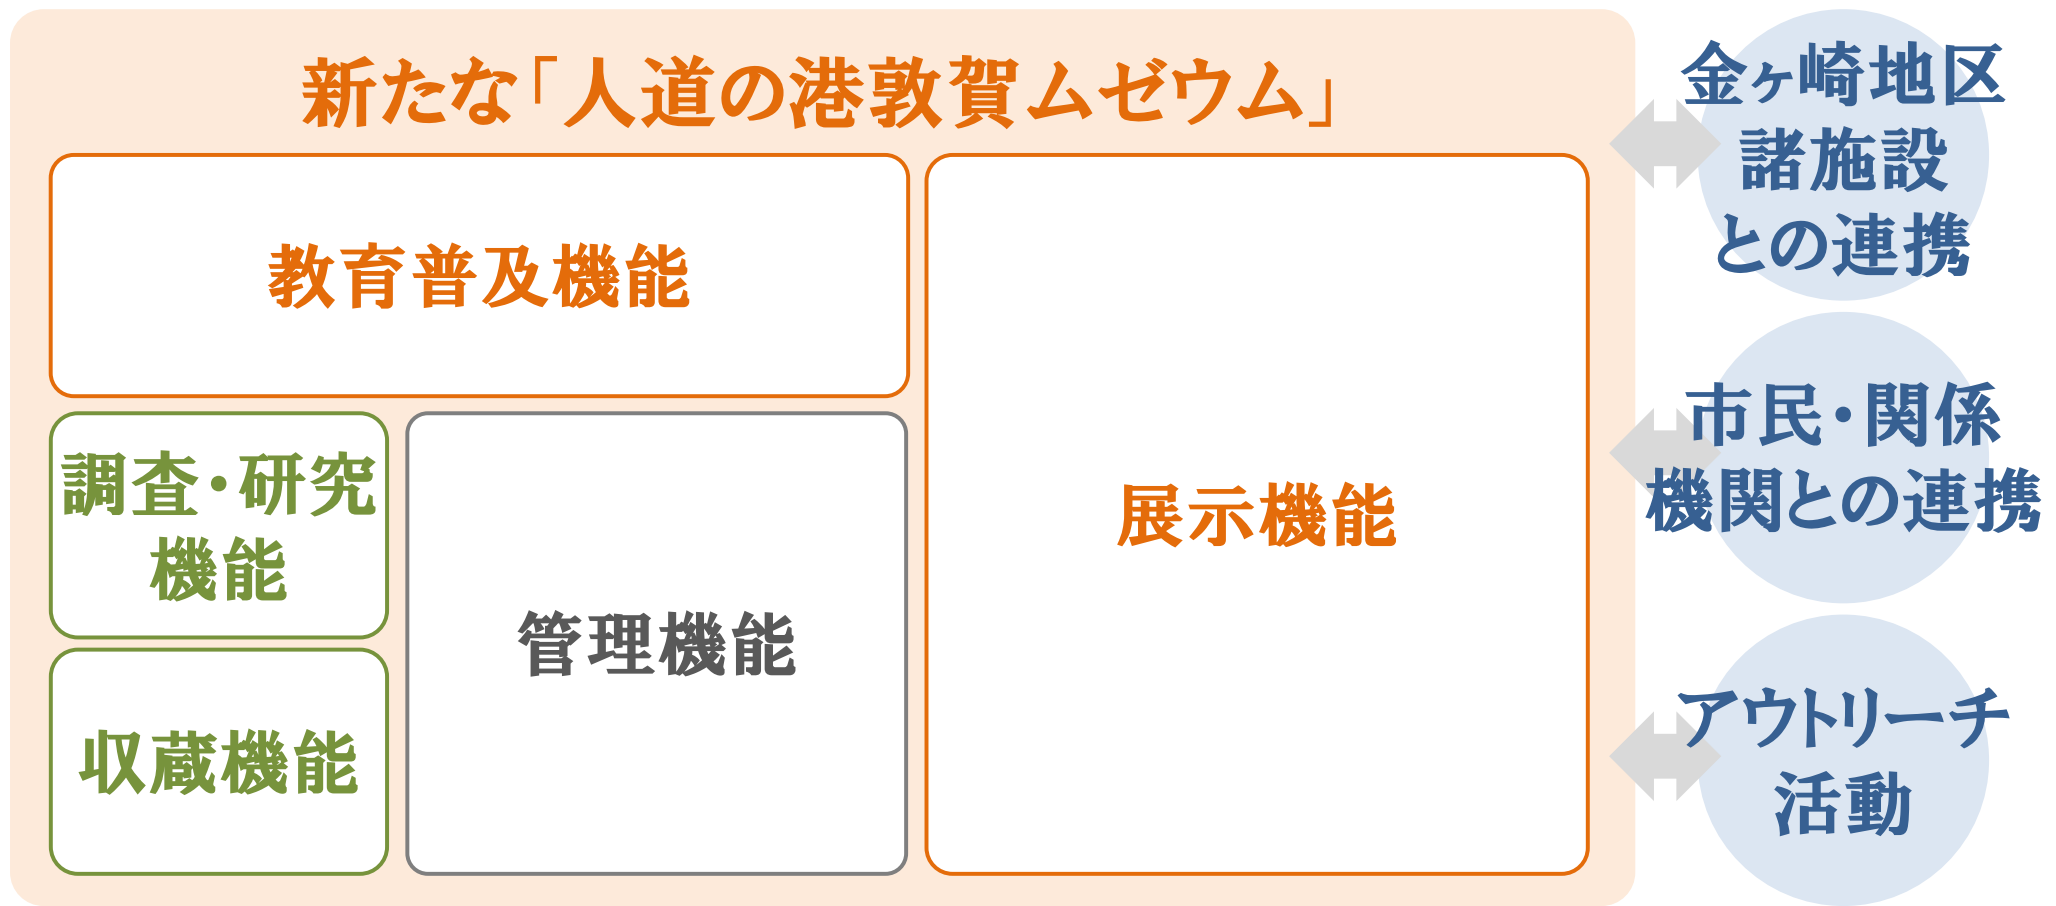 新たな「人道の港敦賀ムゼウム」
教育普及機能
調査・研究
機能
収蔵機能
管理機能
展示機能
金ヶ崎地区
諸施設
との連携
市民・関係
機関との連携
アウトリーチ
活動